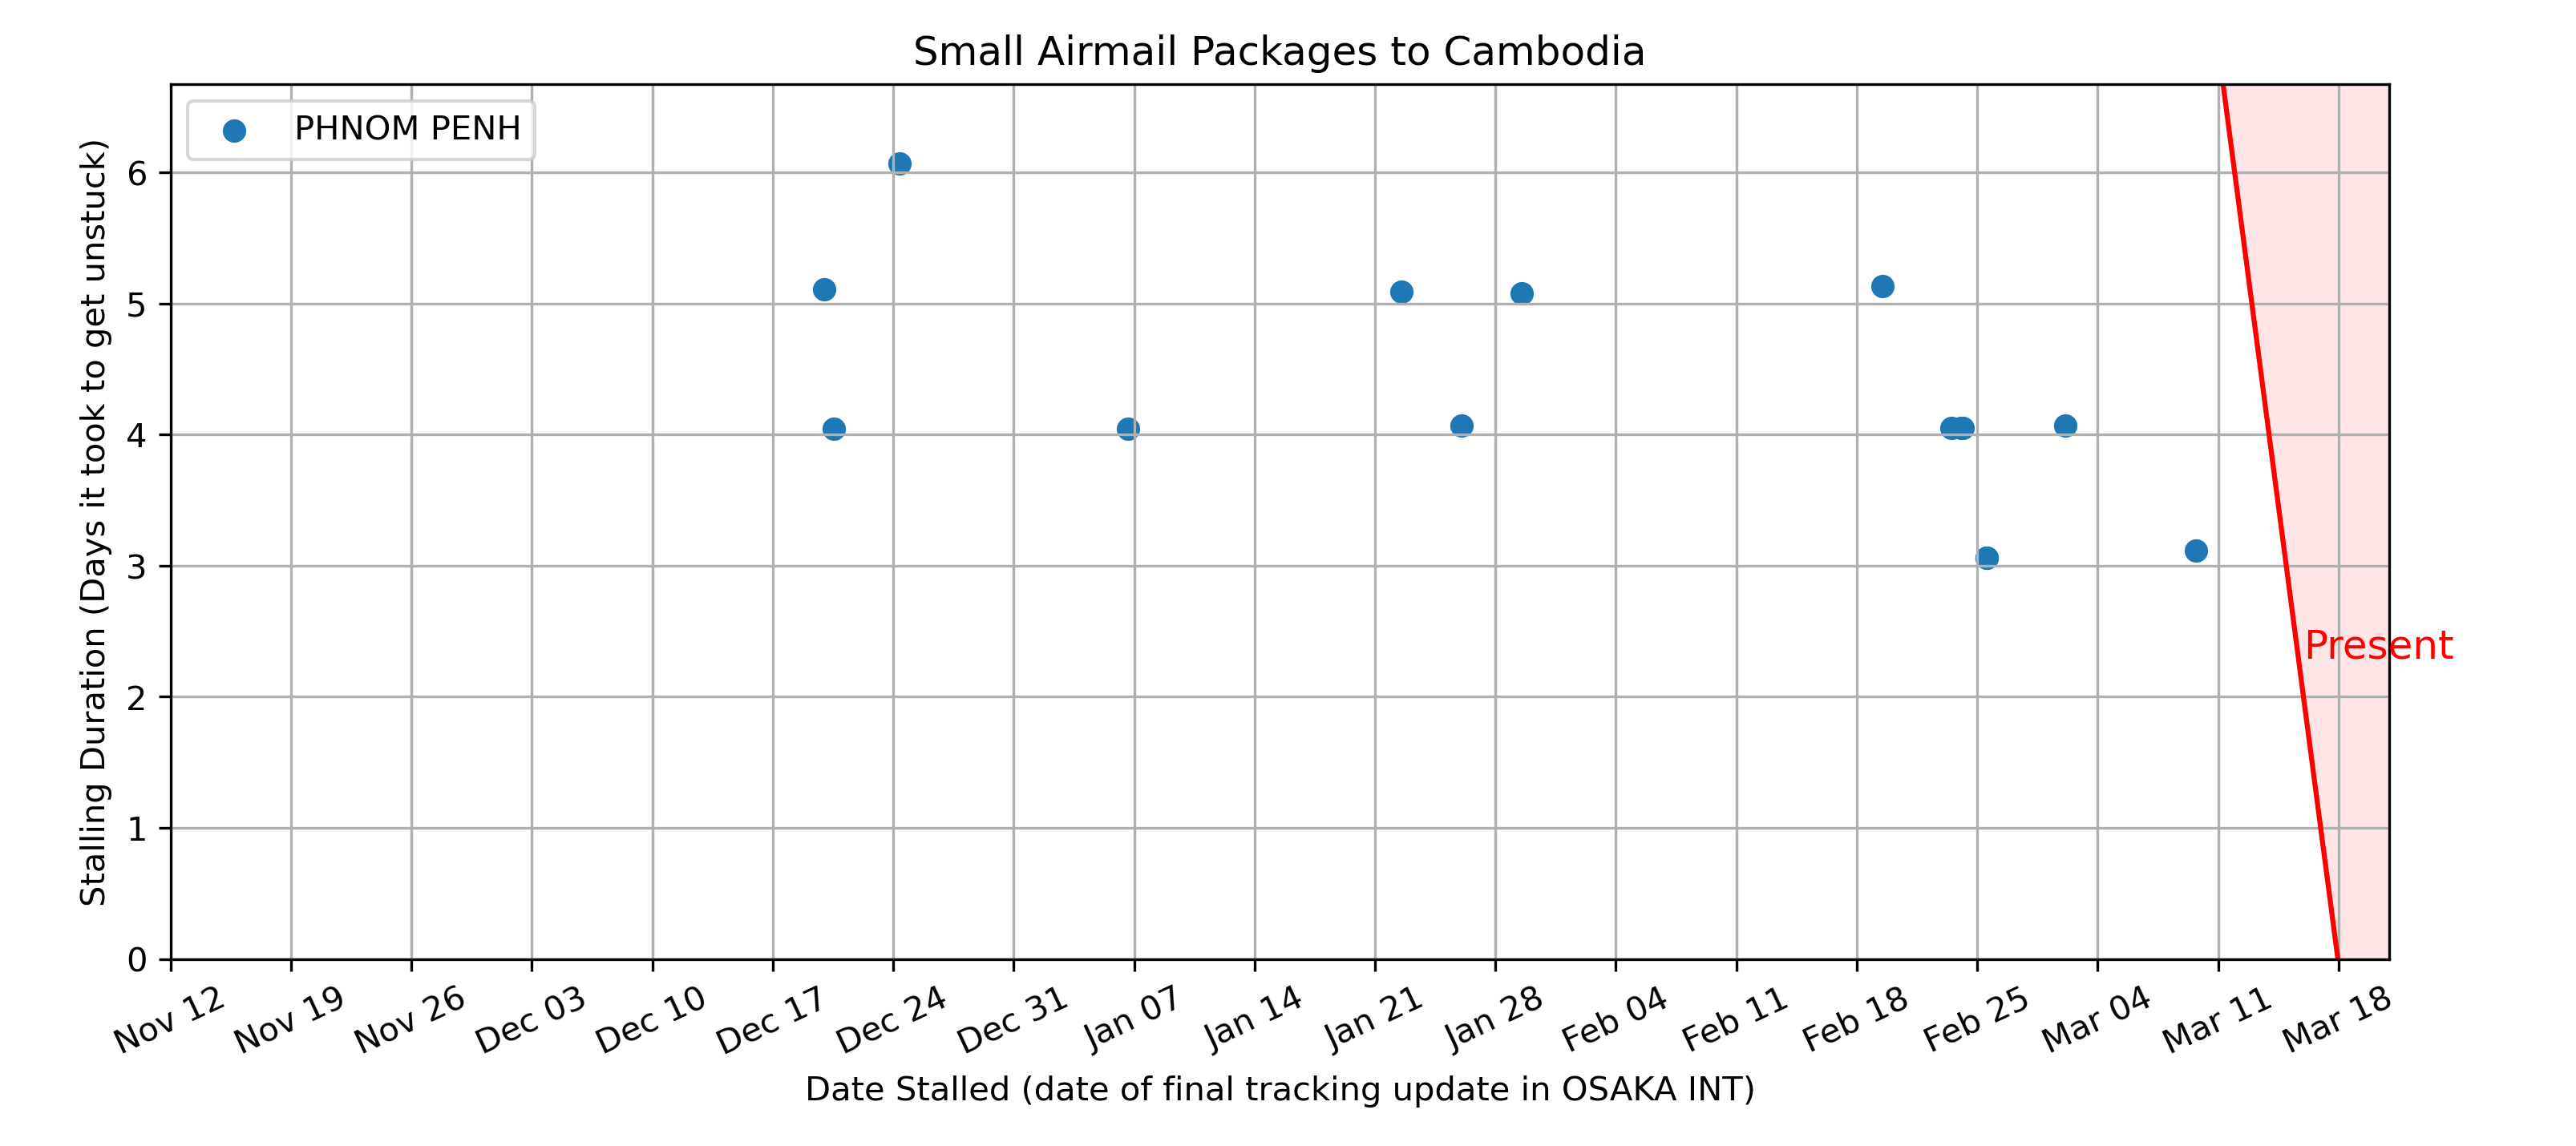 Small Airmail Packages to Cambodia
PHNOM PENH
Stalling Duration (Days it took to get unstuck)
6
5
4
3
2
1
0
Present
Nov 12
Nov 19
Nov 26
Dec 03
Dec 10
Dec 17
Dec 24
Dec 31
Jan 07
Jan 14
Jan 21
Jan 28
Feb 04
Feb 11
Feb 18
Feb 25
Mar 04
Mar 11
Mar 18
Date Stalled (date of final tracking update in OSAKA INT)